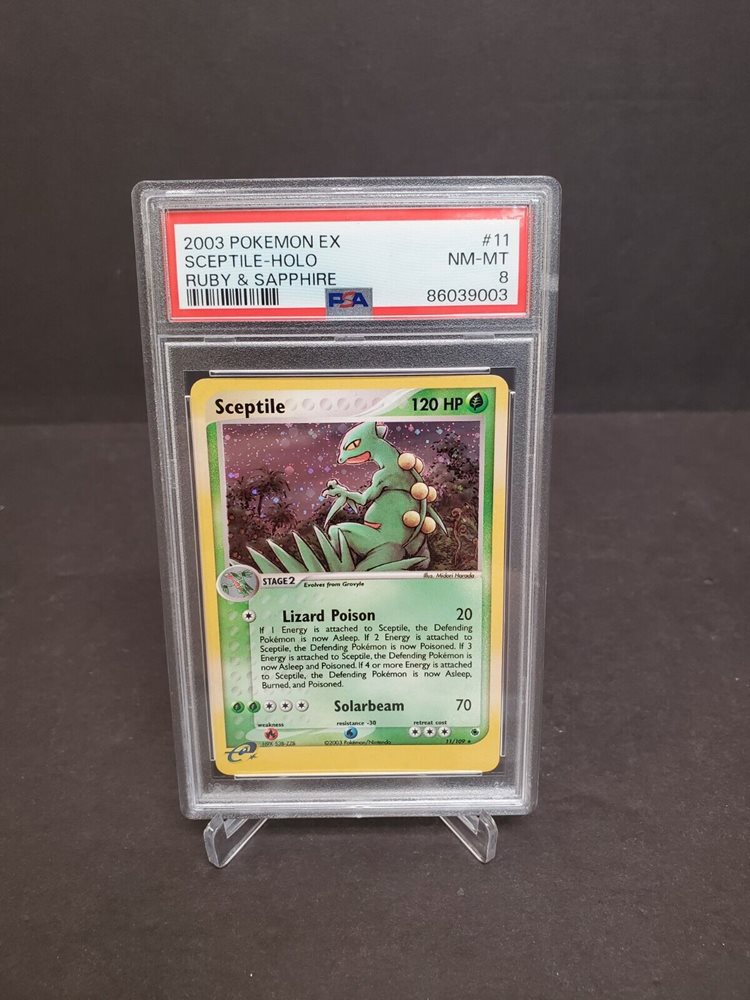 2003 POKEMON EX #11
SCEPTILE-HOLO NM-MT
RUBY & SAPPHIRE 8
PSA 86039003
Sceptile 120 HP
STAGE 2 Evolves from Grovyle Illus. Midori Harada
Lizard Poison 20
If 1 Energy is attached to Sceptile, the Defending
Pokémon is now Asleep. If 2 Energy is attached to
Sceptile, the Defending Pokémon is now Poisoned. If 3
Energy is attached to Sceptile, the Defending Pokémon is
now Asleep and Poisoned. If 4 or more Energy is attached
to Sceptile, the Defending Pokémon is now Asleep,
Burned, and Poisoned.
Solarbeam 70
weakness resistance -30 retreat cost
©2003 Pokémon/Nintendo 11/109